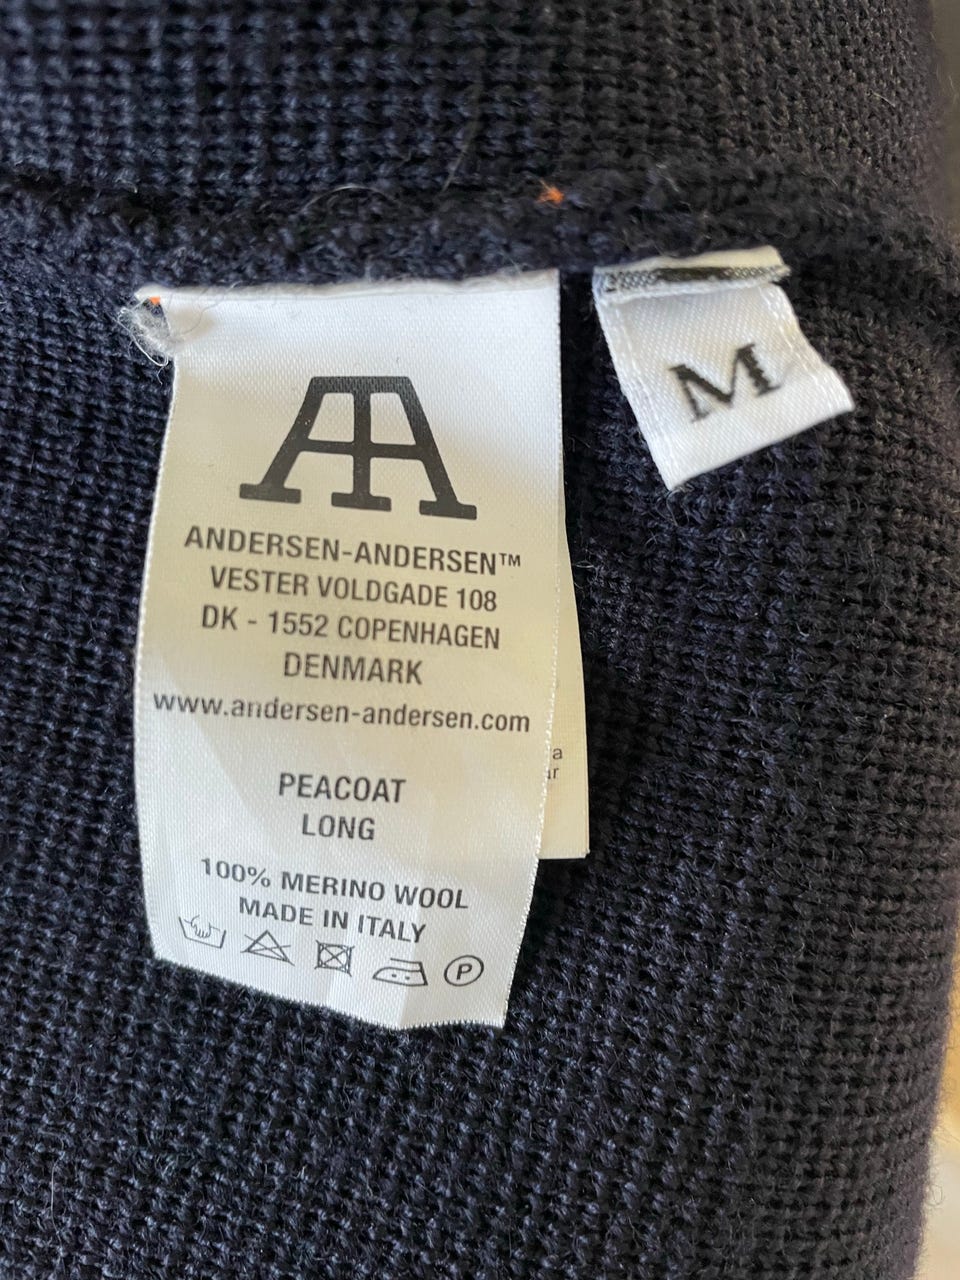 M
ANDERSEN-ANDERSEN™
VESTER VOLDGADE 108
DK - 1552 COPENHAGEN
DENMARK
www.andersen-andersen.com
PEACOAT
LONG
100% MERINO WOOL
MADE IN ITALY
P
a
ar